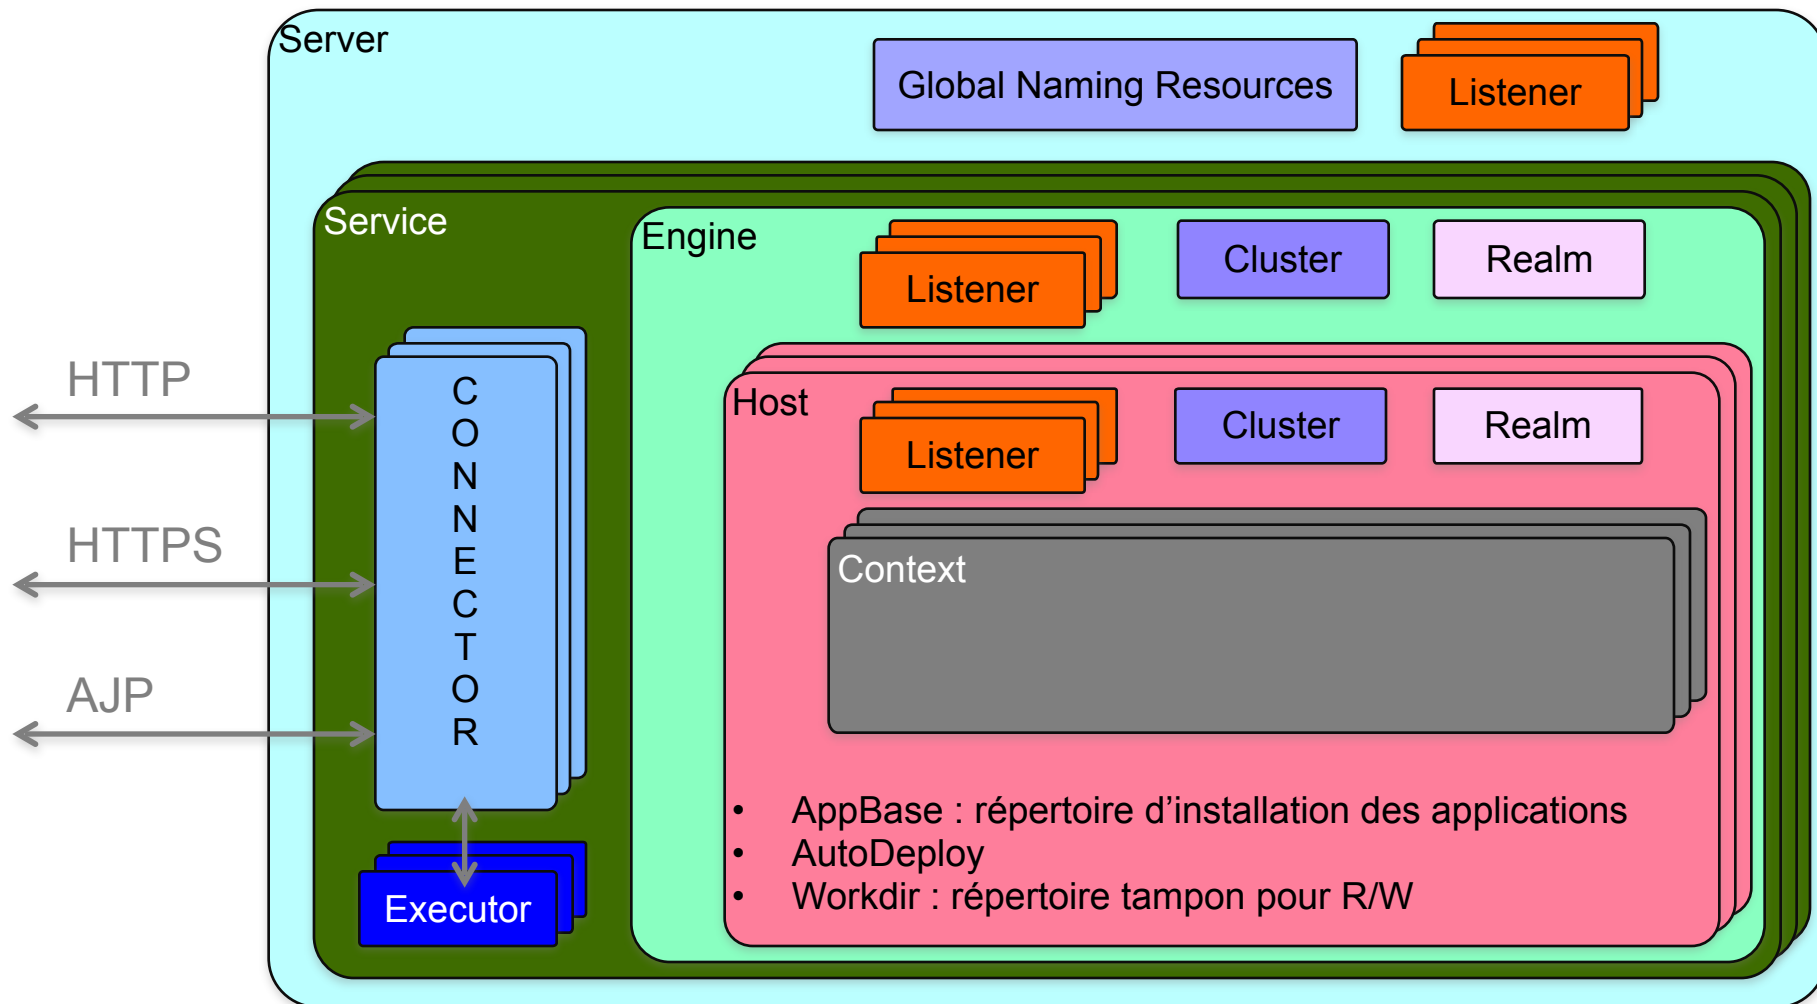 Server
Global Naming Resources
Listener
Service
Engine
Listener
Cluster
Realm
HTTP
HTTPS
AJP
CONNECTOR
Executor
Host
Listener
Cluster
Realm
Context
• AppBase : répertoire d’installation des applications
• AutoDeploy
• Workdir : répertoire tampon pour R/W